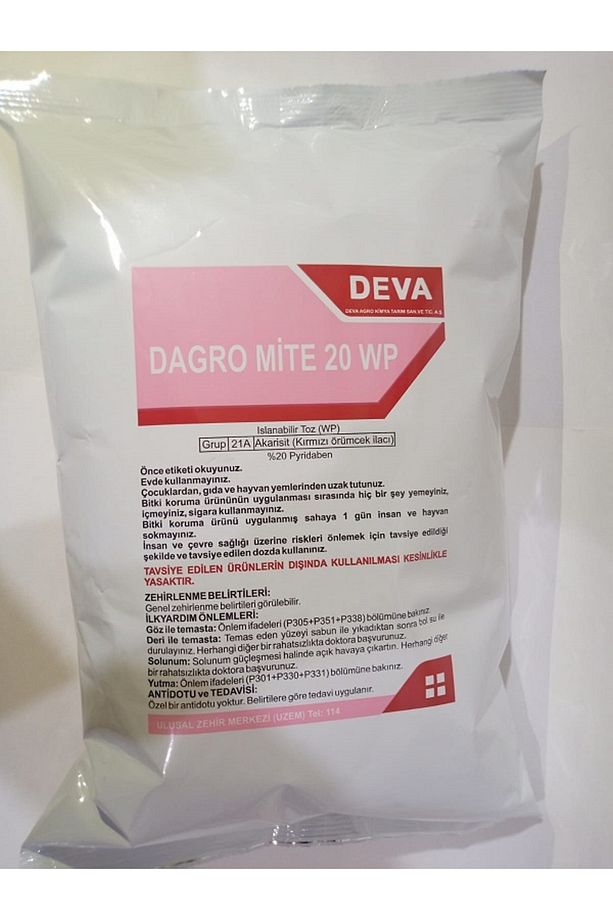 DEVA
DEVA AGRO KİMYA TARIM SAN.VE TİC. A.Ş
DAGRO MİTE 20 WP
Islanabilir Toz (WP)
Grup 21A Akarisit (Kırmızı örümcek ilacı)
%20 Pyridaben
Önce etiketi okuyunuz.
Evde kullanmayınız.
Çocuklardan, gıda ve hayvan yemlerinden uzak tutunuz.
Bitki koruma ürününün uygulanması sırasında hiç bir şey yemeyiniz,
içmeyiniz, sigara kullanmayınız.
Bitki koruma ürünü uygulanmış sahaya 1 gün insan ve hayvan
sokmayınız.
İnsan ve çevre sağlığı üzerine riskleri önlemek için tavsiye edildiği
şekilde ve tavsiye edilen dozda kullanınız.
TAVSİYE EDİLEN ÜRÜNLERİN DIŞINDA KULLANILMASI KESİNLİKLE
YASAKTIR.
ZEHİRLENME BELİRTİLERİ:
Genel zehirlenme belirtileri görülebilir.
İLKYARDIM ÖNLEMLERİ:
Göz ile temasta: Önlem ifadeleri (P305+P351+P338) bölümüne bakınız.
Deri ile temasta: Temas eden yüzeyi sabun ile yıkadıktan sonra bol su ile
durulayınız. Herhangi diğer bir rahatsızlıkta doktora başvurunuz.
Solunum: Solunum güçleşmesi halinde açık havaya çıkartın. Herhangi diğer
bir rahatsızlıkta doktora başvurunuz.
Yutma: Önlem ifadeleri (P301+P330+P331) bölümüne bakınız.
ANTİDOTU ve TEDAVİSİ:
Özel bir antidotu yoktur. Belirtilere göre tedavi uygulanır.
ULUSAL ZEHİR MERKEZİ (UZEM) Tel: 114